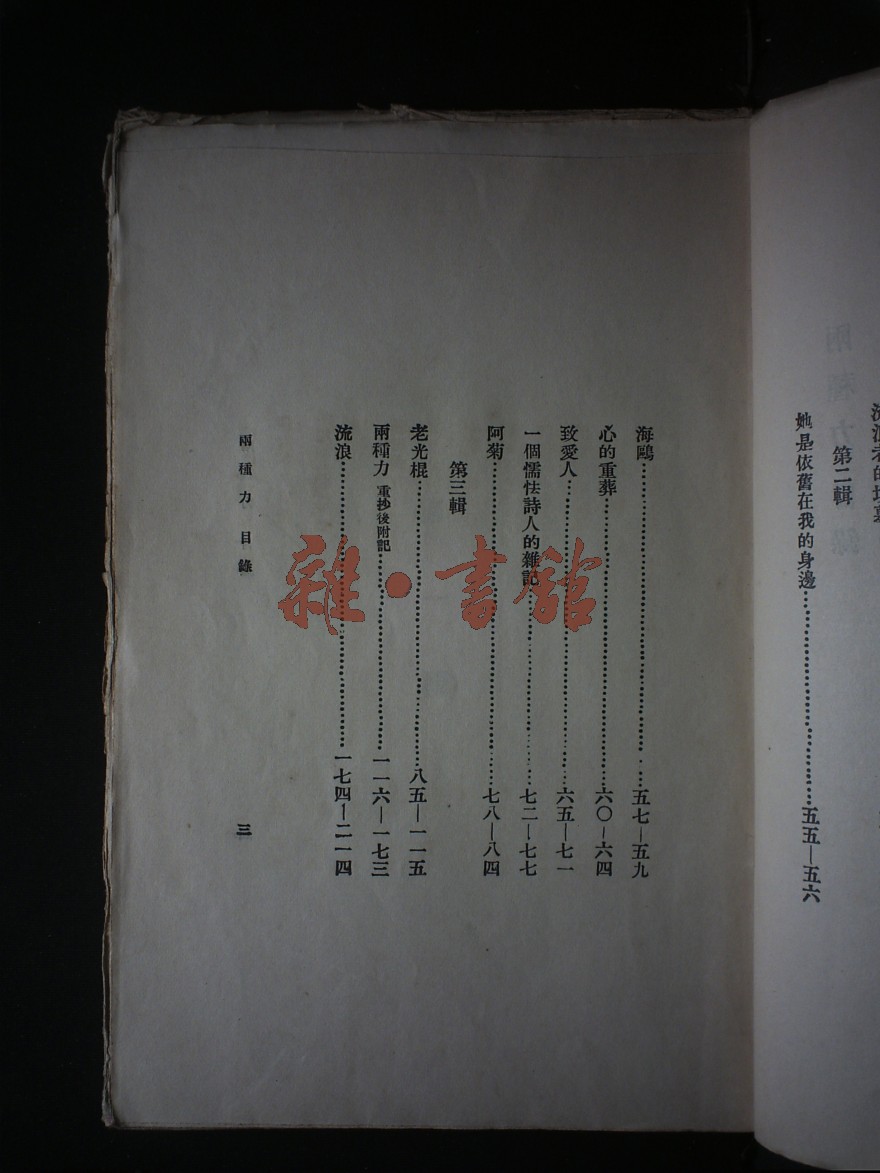 第二輯
她是依舊在我的身邊……五五—五六
海鷗……五七—五九
心的重葬……六〇—六四
致愛人……六五—七一
一個懦怯詩人的雜記……七二—七七
阿菊……七八—八四
第三輯
老光棍……八五—一一五
兩種力 重抄後附記……一一六—一七三
流浪……一七四—二一四
兩種力 目錄
三
雜·書館